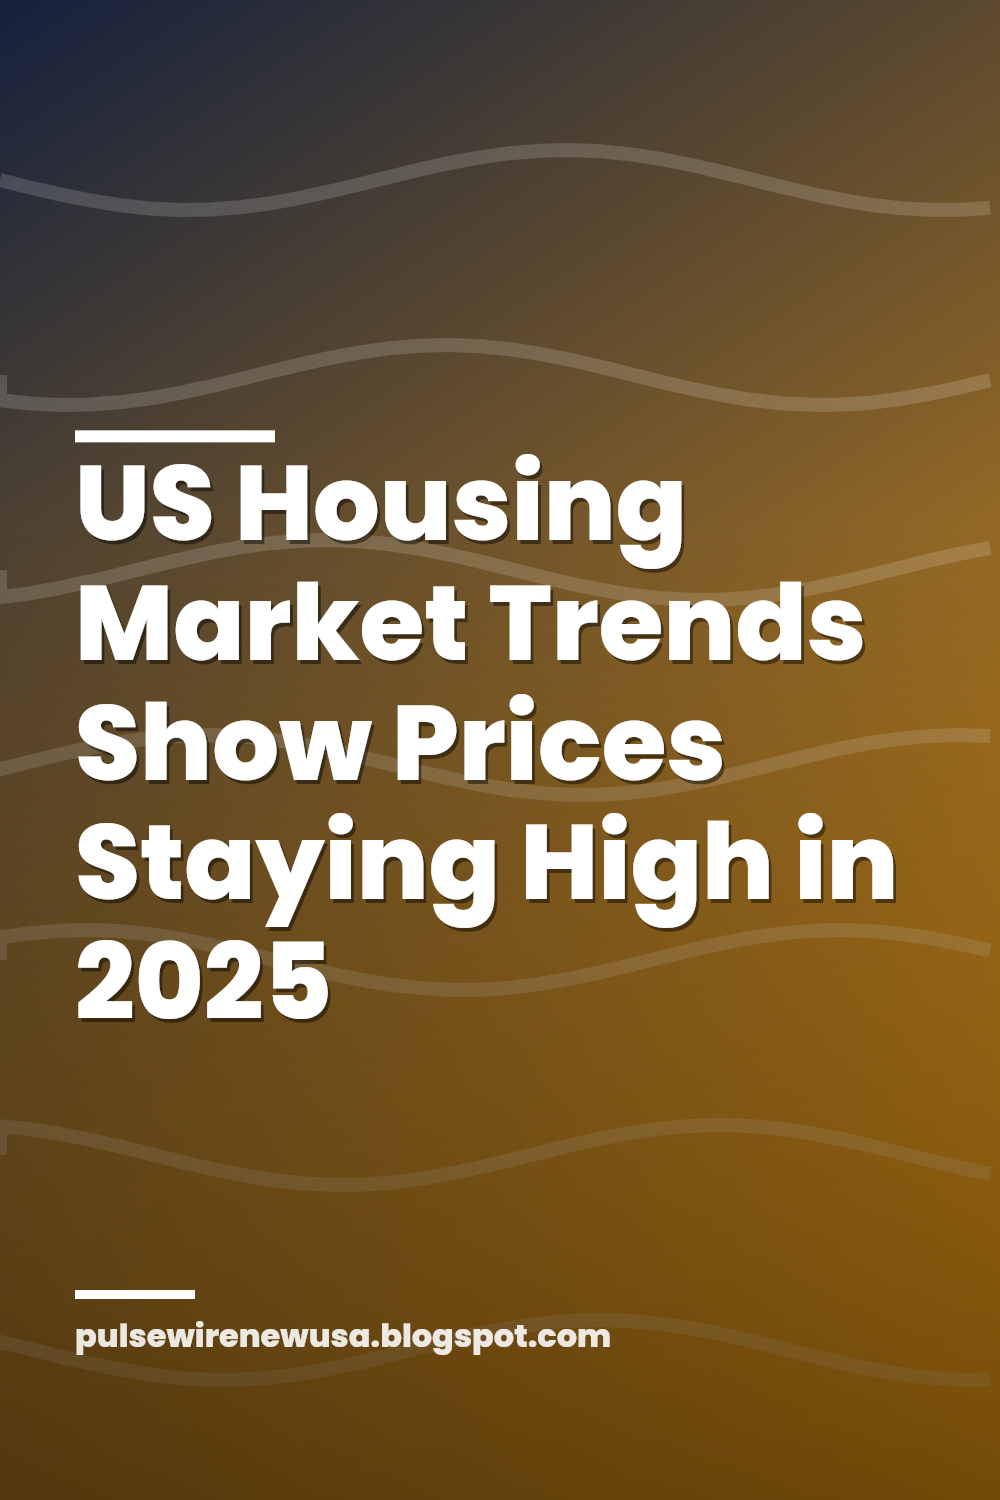 US Housing
Market Trends
Show Prices
Staying High in
2025
pulsewirenewusa.blogspot.com